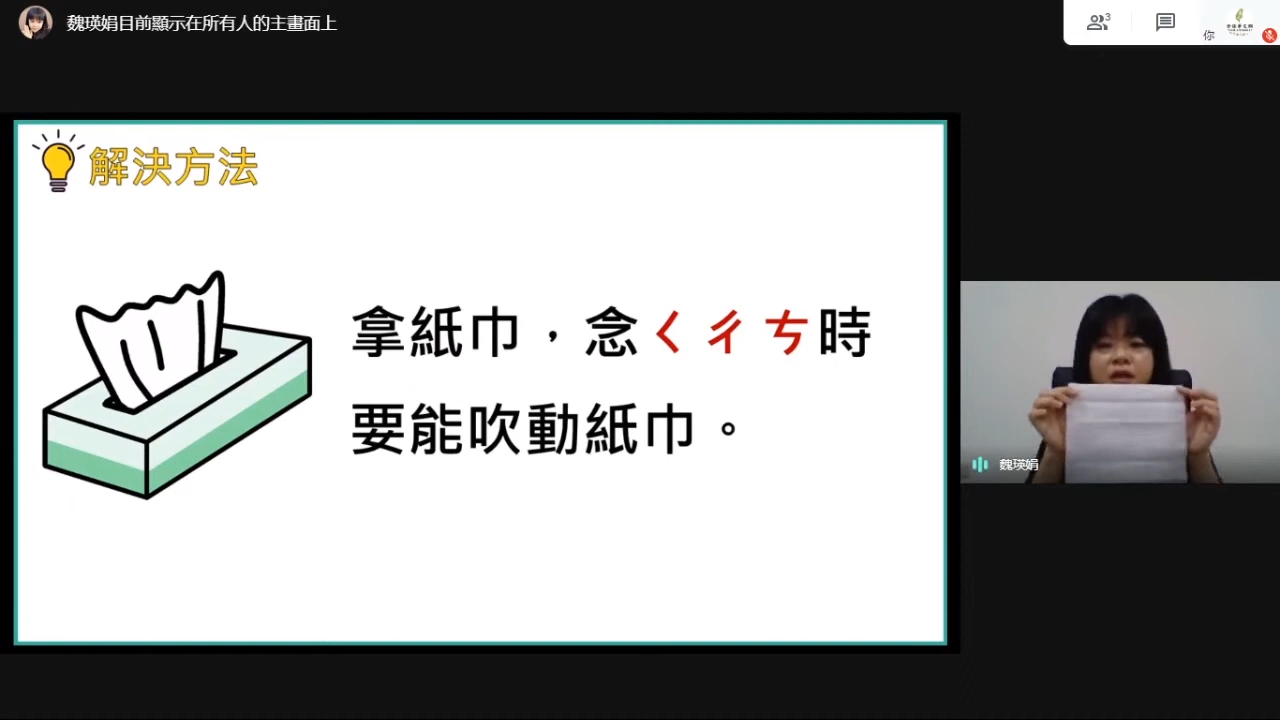 魏瑛娟目前顯示在所有人的主畫面上
3
你
解決方法
拿紙巾，念ㄑㄔㄘ時
要能吹動紙巾。
魏瑛娟